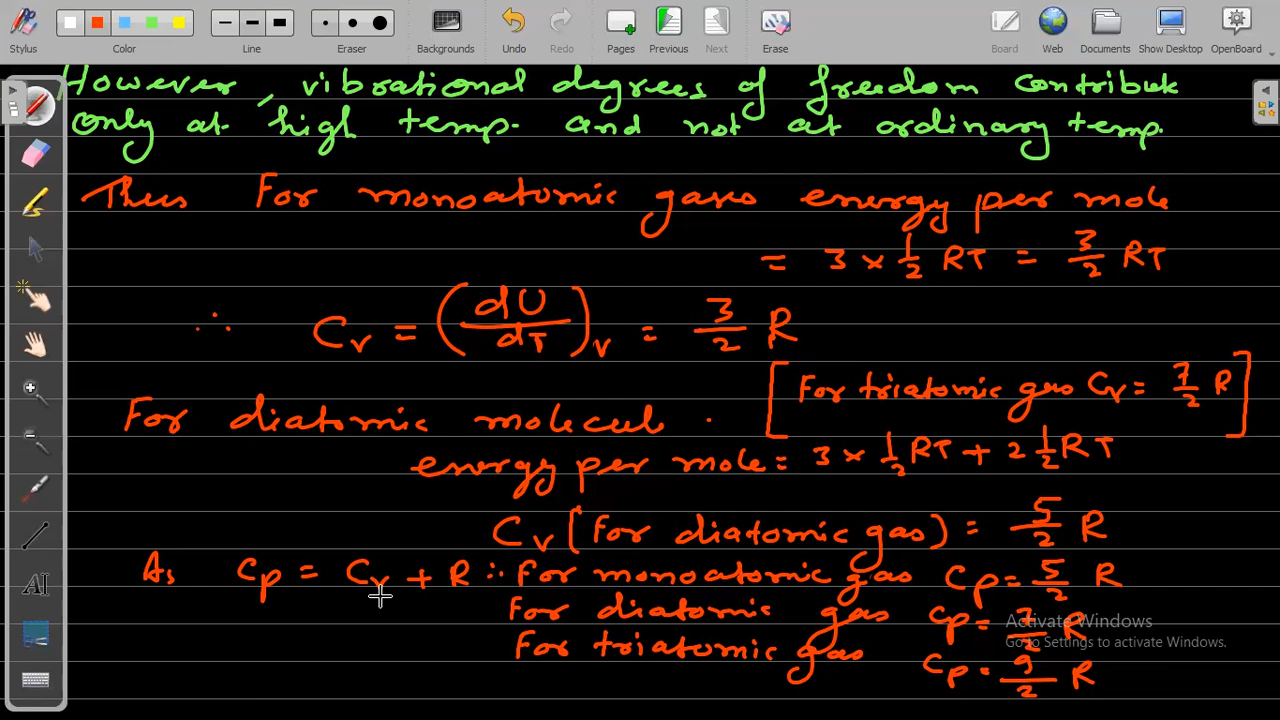 Stylus Color Line Eraser Backgrounds Undo Redo Pages Previous Next Erase Board Web Documents Show Desktop OpenBoard
However, vibrational degrees of freedom contribute
only at high temp. and not at ordinary temp.
Thus For monoatomic gases energy per mole
= 3 × 1/2 RT = 3/2 RT
∴ Cv = (dU/dT)v = 3/2 R
[For triatomic gas Cv = 7/2 R]
For diatomic molecule.
energy per mole = 3 × 1/2 RT + 2 1/2 RT
Cv (For diatomic gas) = 5/2 R
As Cp = Cv + R ∴ For monoatomic gas Cp = 5/2 R
For diatomic gas Cp = 7/2 R
For triatomic gas Cp = 9/2 R
Activate Windows
Go to Settings to activate Windows.